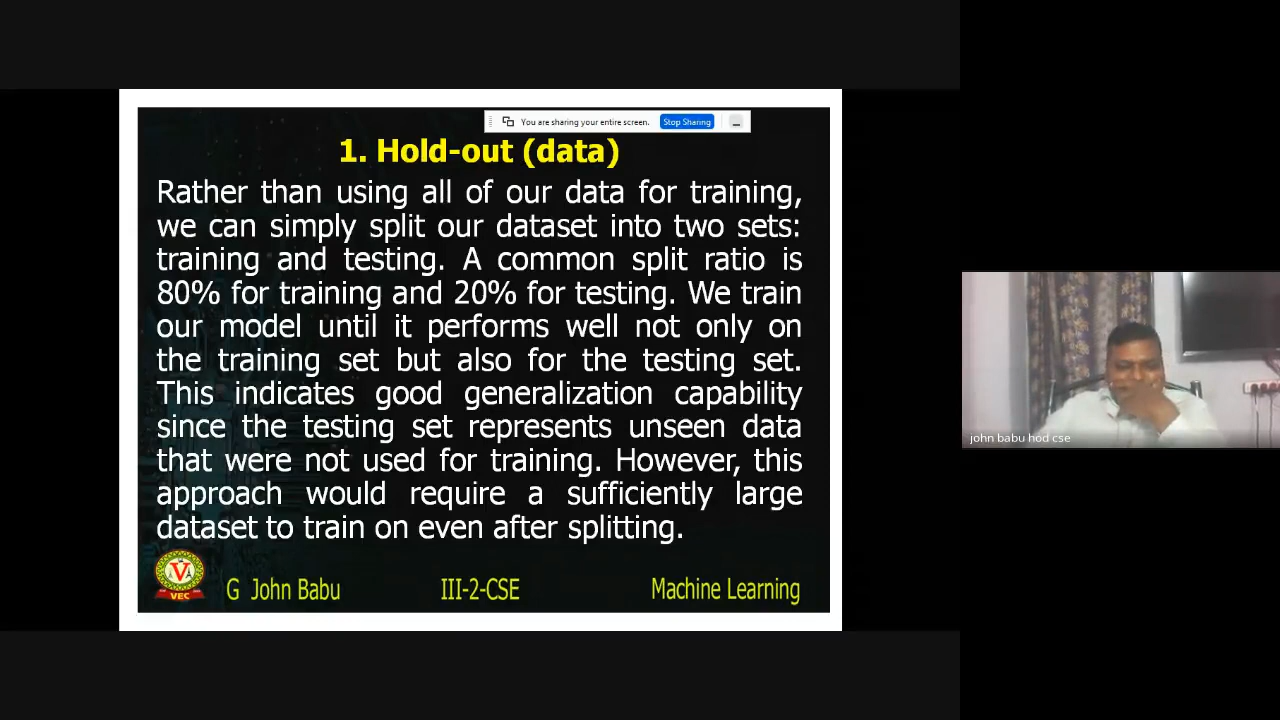 You are sharing your entire screen. Stop Sharing
1. Hold-out (data)
Rather than using all of our data for training,
we can simply split our dataset into two sets:
training and testing. A common split ratio is
80% for training and 20% for testing. We train
our model until it performs well not only on
the training set but also for the testing set.
This indicates good generalization capability
since the testing set represents unseen data
that were not used for training. However, this
approach would require a sufficiently large
dataset to train on even after splitting.
VEC
G John Babu III-2-CSE Machine Learning
john babu hod cse